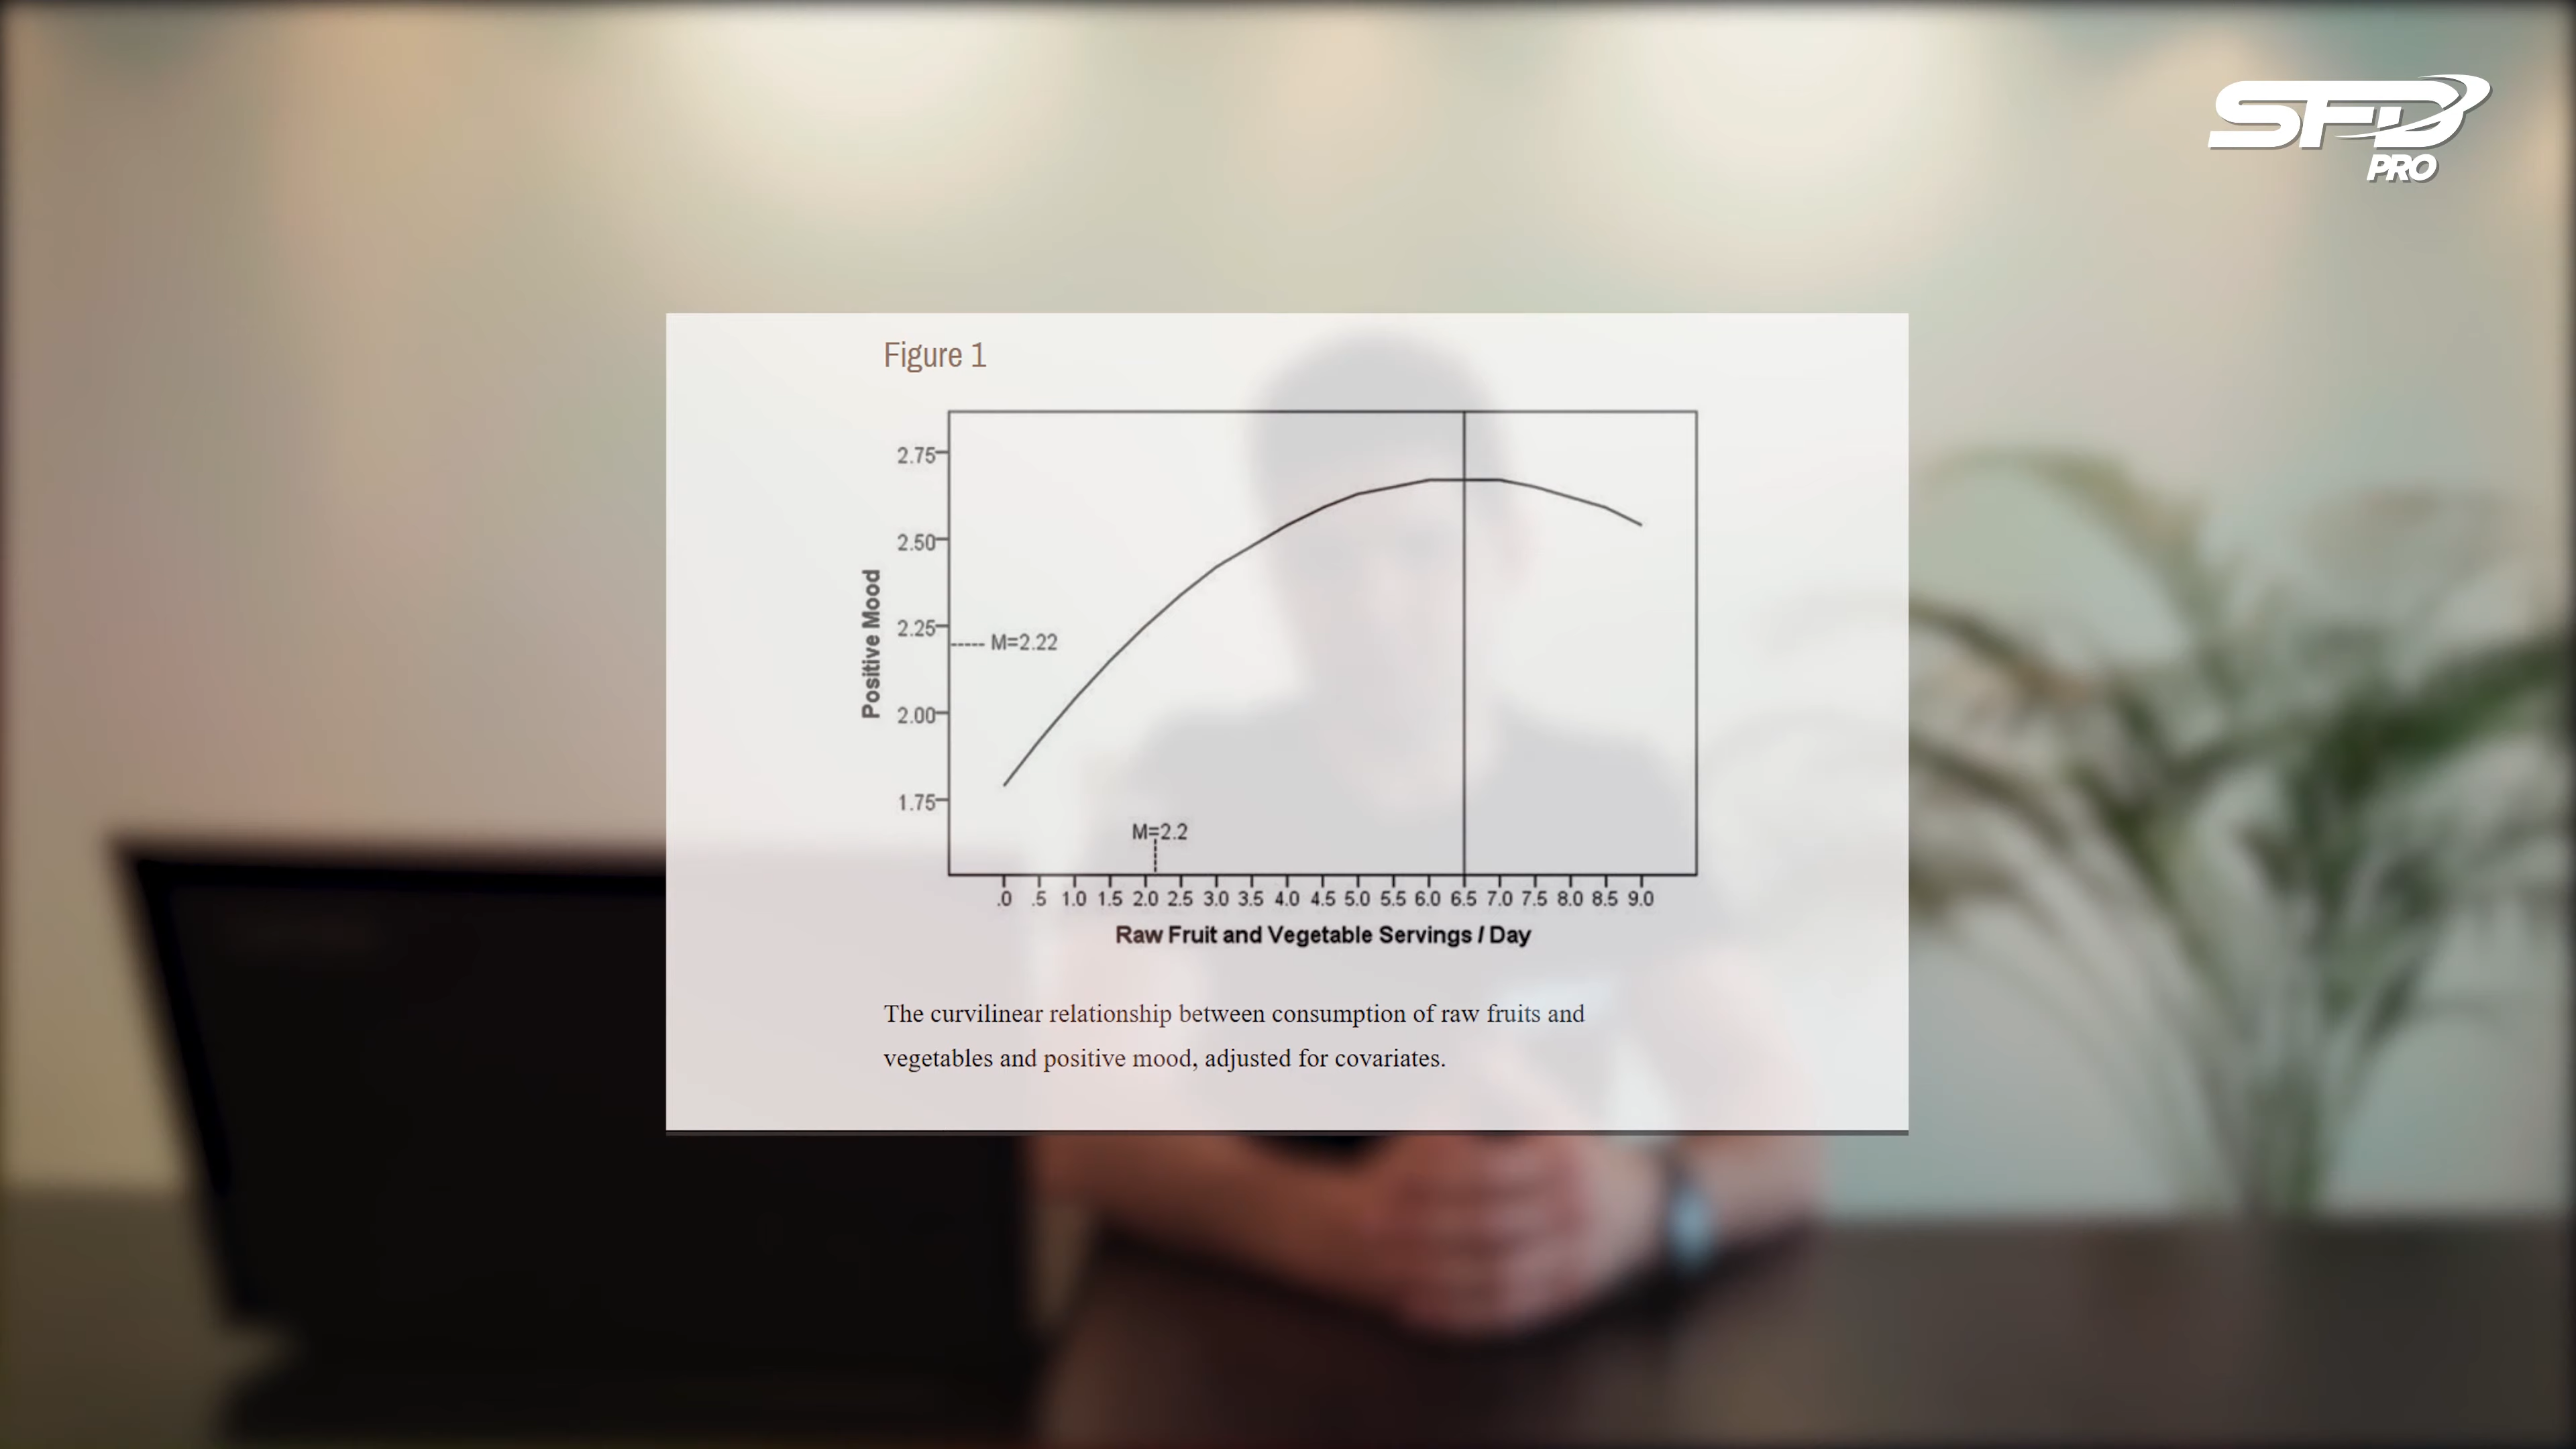 SFD
PRO
Figure 1
2.75
2.50
2.25
2.00
1.75
Positive Mood
M=2.22
M=2.2
.0 .5 1.0 1.5 2.0 2.5 3.0 3.5 4.0 4.5 5.0 5.5 6.0 6.5 7.0 7.5 8.0 8.5 9.0
Raw Fruit and Vegetable Servings / Day
The curvilinear relationship between consumption of raw fruits and
vegetables and positive mood, adjusted for covariates.